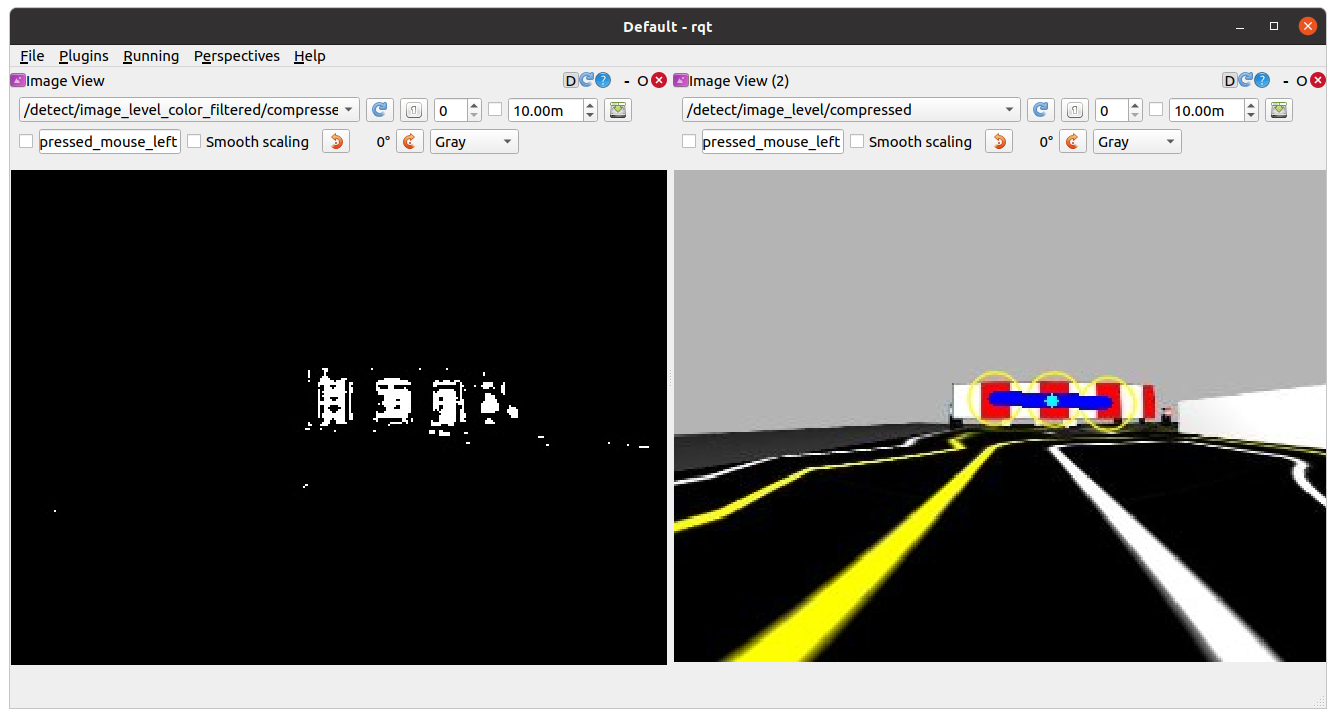 Default - rqt
File Plugins Running Perspectives Help
Image View D ? - O
/detect/image_level_color_filtered/compresse 0 10.00m
pressed_mouse_left Smooth scaling 0° Gray
Image View (2) D ? - O
/detect/image_level/compressed 0 10.00m
pressed_mouse_left Smooth scaling 0° Gray